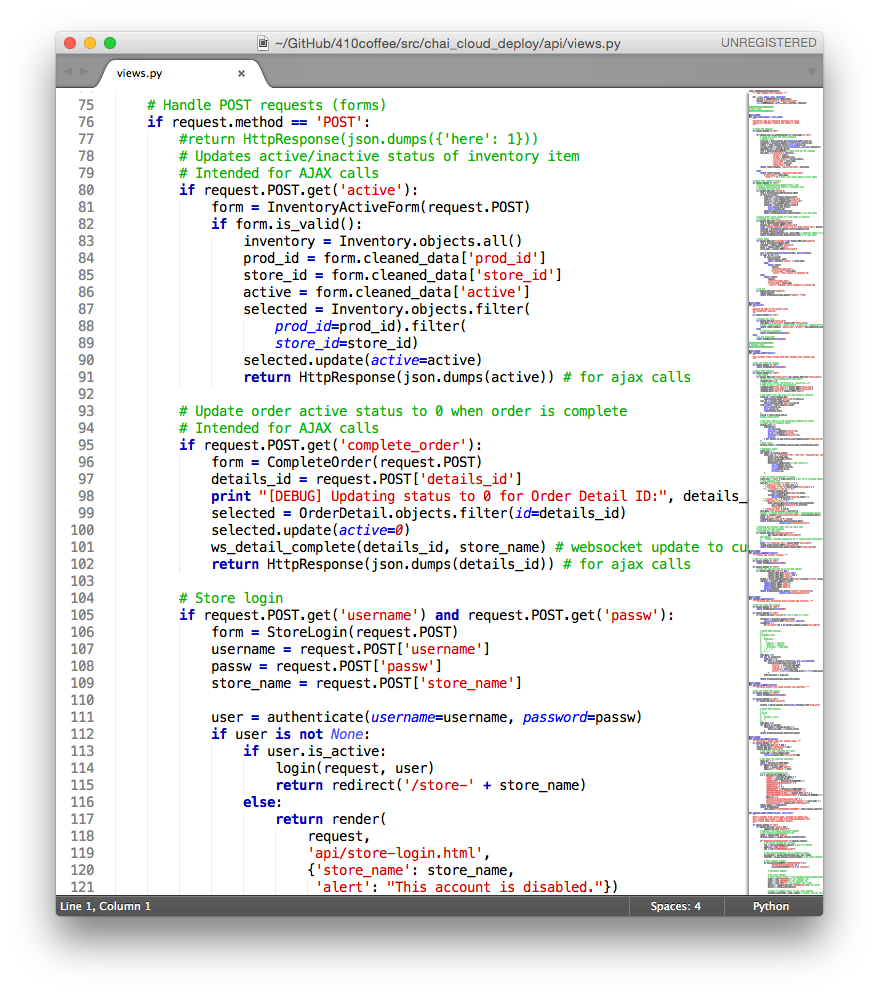 ~/GitHub/410coffee/src/chai_cloud_deploy/api/views.py UNREGISTERED
views.py ×
75 # Handle POST requests (forms)
76 if request.method == 'POST':
77 #return HttpResponse(json.dumps({'here': 1}))
78 # Updates active/inactive status of inventory item
79 # Intended for AJAX calls
80 if request.POST.get('active'):
81 form = InventoryActiveForm(request.POST)
82 if form.is_valid():
83 inventory = Inventory.objects.all()
84 prod_id = form.cleaned_data['prod_id']
85 store_id = form.cleaned_data['store_id']
86 active = form.cleaned_data['active']
87 selected = Inventory.objects.filter(
88 prod_id=prod_id).filter(
89 store_id=store_id)
90 selected.update(active=active)
91 return HttpResponse(json.dumps(active)) # for ajax calls
92
93 # Update order active status to 0 when order is complete
94 # Intended for AJAX calls
95 if request.POST.get('complete_order'):
96 form = CompleteOrder(request.POST)
97 details_id = request.POST['details_id']
98 print "[DEBUG] Updating status to 0 for Order Detail ID:", details_
99 selected = OrderDetail.objects.filter(id=details_id)
100 selected.update(active=0)
101 ws_detail_complete(details_id, store_name) # websocket update to cu
102 return HttpResponse(json.dumps(details_id)) # for ajax calls
103
104 # Store login
105 if request.POST.get('username') and request.POST.get('passw'):
106 form = StoreLogin(request.POST)
107 username = request.POST['username']
108 passw = request.POST['passw']
109 store_name = request.POST['store_name']
110
111 user = authenticate(username=username, password=passw)
112 if user is not None:
113 if user.is_active:
114 login(request, user)
115 return redirect('/store-' + store_name)
116 else:
117 return render(
118 request,
119 'api/store-login.html',
120 {'store_name': store_name,
121 'alert': "This account is disabled."})
Line 1, Column 1 Spaces: 4 Python